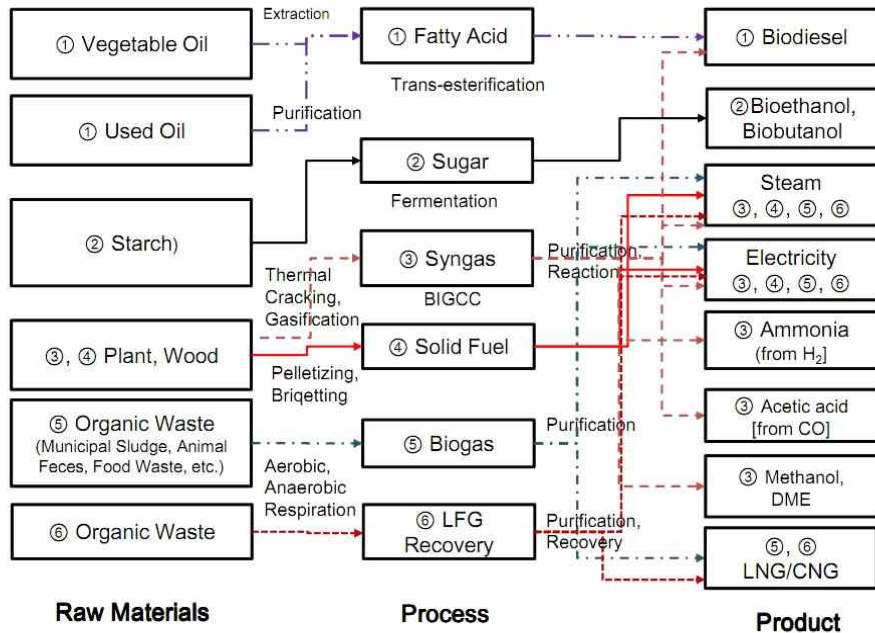 ① Vegetable Oil
Extraction
① Fatty Acid
① Biodiesel
Trans-esterification
① Used Oil
Purification
②Bioethanol,
Biobutanol
② Sugar
Fermentation
Steam
③, ④, ⑤, ⑥
② Starch)
③ Syngas
BIGCC
Purification,
Reaction
Electricity
③, ④, ⑤, ⑥
Thermal
Cracking,
Gasification
③, ④ Plant, Wood
④ Solid Fuel
③ Ammonia
(from H₂]
Pelletizing,
Briqetting
⑤ Organic Waste
(Municipal Sludge, Animal
Feces, Food Waste, etc.)
⑤ Biogas
Purification
③ Acetic acid
[from CO]
Aerobic,
Anaerobic
Respiration
③ Methanol,
DME
⑥ Organic Waste
⑥ LFG
Recovery
Purification,
Recovery
⑤, ⑥
LNG/CNG
Raw Materials
Process
Product